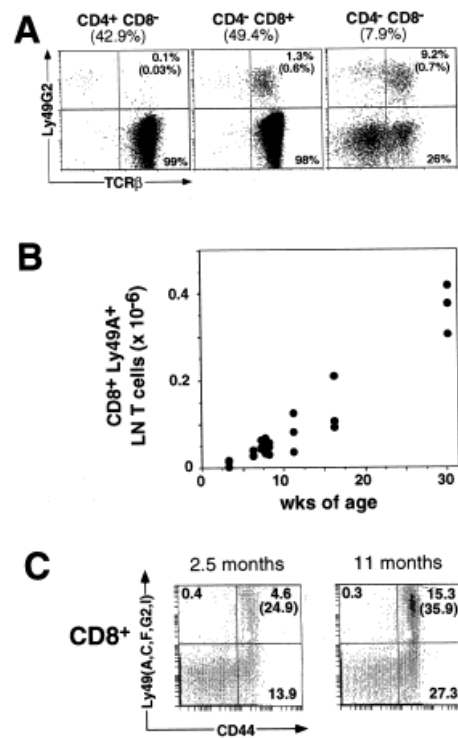 A
CD4+ CD8- CD4- CD8+ CD4- CD8-
(42.9%) (49.4%) (7.9%)
0.1% 1.3% 9.2%
(0.03%) (0.6%) (0.7%)
Ly49G2
99% 98% 26%
TCRβ
B
CD8+ Ly49A+
LN T cells (x 10-6)
0.4
0.2
0
0 10 20 30
wks of age
C
2.5 months 11 months
CD8+
Ly49(A,C,F,G2,I)
0.4 4.6 0.3 15.3
(24.9) (35.9)
13.9 27.3
CD44